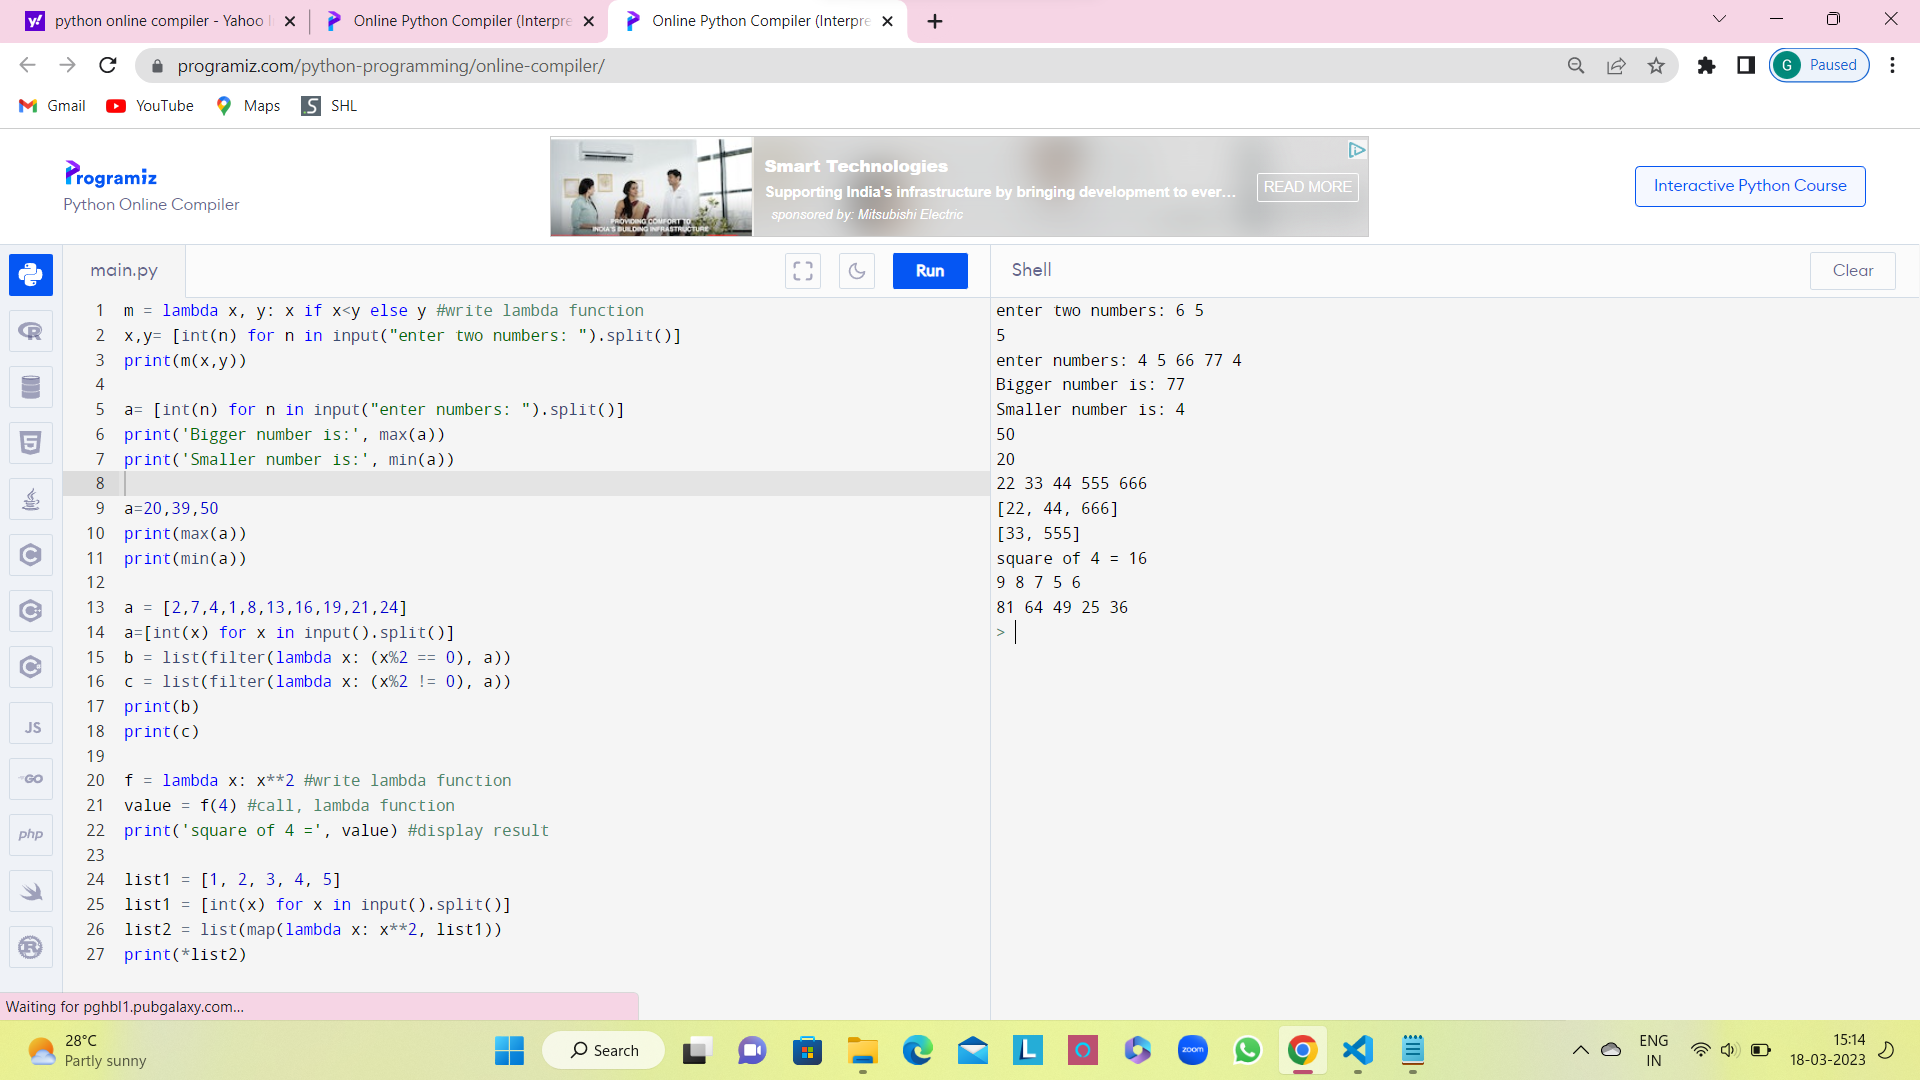 python online compiler - Yahoo I
Online Python Compiler (Interpre
Online Python Compiler (Interpre
programiz.com/python-programming/online-compiler/
G Paused
Gmail YouTube Maps SHL
Programiz
Python Online Compiler
PROVIDING COMFORT TO
INDIA'S BUILDING INFRASTRUCTURE
Smart Technologies
Supporting India's infrastructure by bringing development to ever...
sponsored by: Mitsubishi Electric
READ MORE
Interactive Python Course
main.py
Run
Shell
Clear
1 m = lambda x, y: x if x<y else y #write lambda function
2 x,y= [int(n) for n in input("enter two numbers: ").split()]
3 print(m(x,y))
4
5 a= [int(n) for n in input("enter numbers: ").split()]
6 print('Bigger number is:', max(a))
7 print('Smaller number is:', min(a))
8
9 a=20,39,50
10 print(max(a))
11 print(min(a))
12
13 a = [2,7,4,1,8,13,16,19,21,24]
14 a=[int(x) for x in input().split()]
15 b = list(filter(lambda x: (x%2 == 0), a))
16 c = list(filter(lambda x: (x%2 != 0), a))
17 print(b)
18 print(c)
19
20 f = lambda x: x**2 #write lambda function
21 value = f(4) #call, lambda function
22 print('square of 4 =', value) #display result
23
24 list1 = [1, 2, 3, 4, 5]
25 list1 = [int(x) for x in input().split()]
26 list2 = list(map(lambda x: x**2, list1))
27 print(*list2)
enter two numbers: 6 5
5
enter numbers: 4 5 66 77 4
Bigger number is: 77
Smaller number is: 4
50
20
22 33 44 555 666
[22, 44, 666]
[33, 555]
square of 4 = 16
9 8 7 5 6
81 64 49 25 36
>
JS
GO
php
Waiting for pghbl1.pubgalaxy.com...
28°C
Partly sunny
Search
zoom
ENG
IN
15:14
18-03-2023